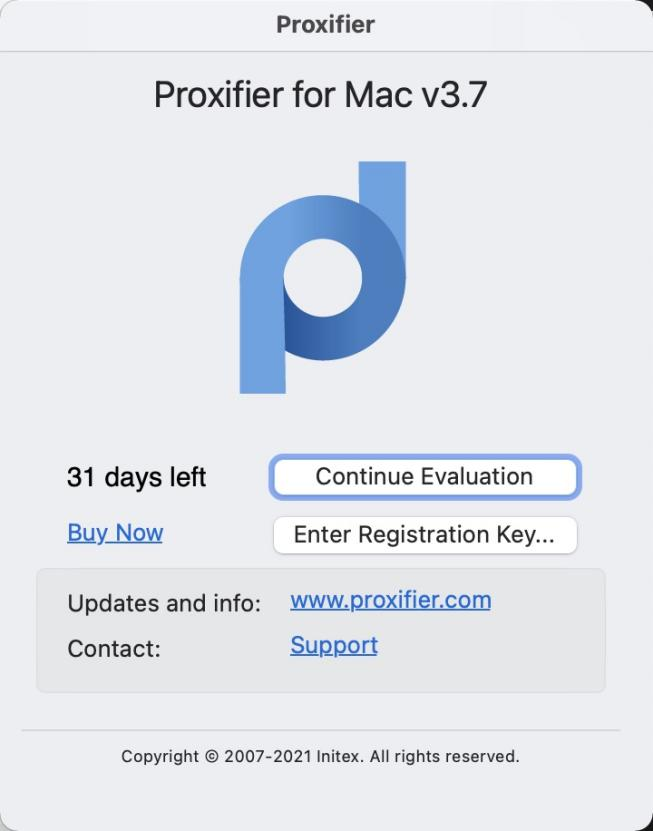 Proxifier
Proxifier for Mac v3.7
31 days left
Continue Evaluation
Buy Now
Enter Registration Key...
Updates and info: www.proxifier.com
Contact: Support
Copyright © 2007-2021 Initex. All rights reserved.